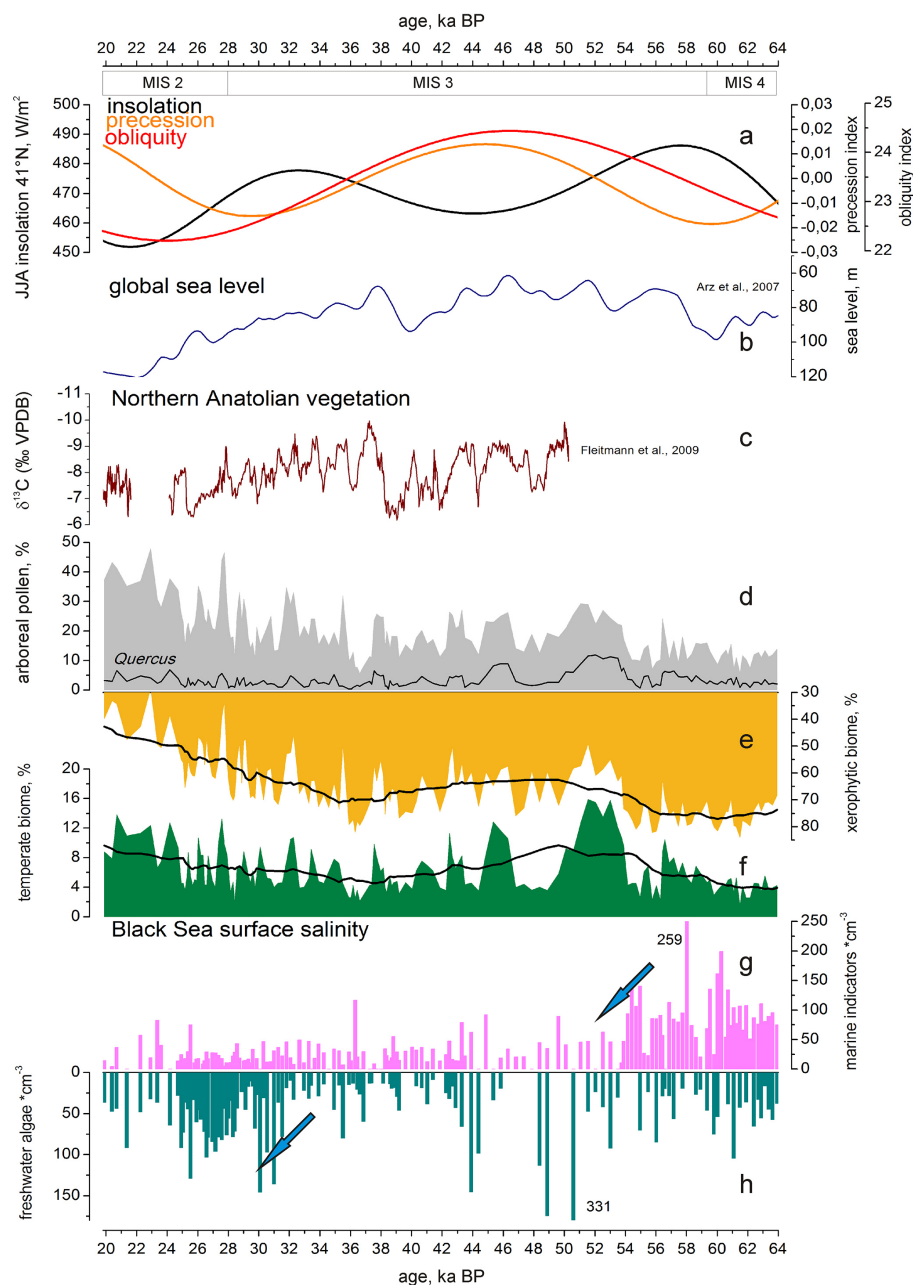 age, ka BP
20 22 24 26 28 30 32 34 36 38 40 42 44 46 48 50 52 54 56 58 60 62 64
MIS 2 MIS 3 MIS 4
insolation
precession
obliquity
a
JJA insolation 41°N, W/m²
500
490
480
470
460
450
0,03
0,02
0,01
0,00
-0,01
-0,02
-0,03
precession index
25
24
23
22
obliquity index
global sea level
Arz et al., 2007
b
60
80
100
120
sea level, m
Northern Anatolian vegetation
c
Fleitmann et al., 2009
δ¹³C (‰ VPDB)
-11
-10
-9
-8
-7
-6
arboreal pollen, %
50
40
30
20
10
0
d
Quercus
e
30
40
50
60
70
80
xerophytic biome, %
temperate biome, %
20
16
12
8
4
0
f
Black Sea surface salinity
259
g
250
200
150
100
50
0
marine indicators *cm⁻³
freshwater algae *cm⁻³
0
50
100
150
331
h
20 22 24 26 28 30 32 34 36 38 40 42 44 46 48 50 52 54 56 58 60 62 64
age, ka BP